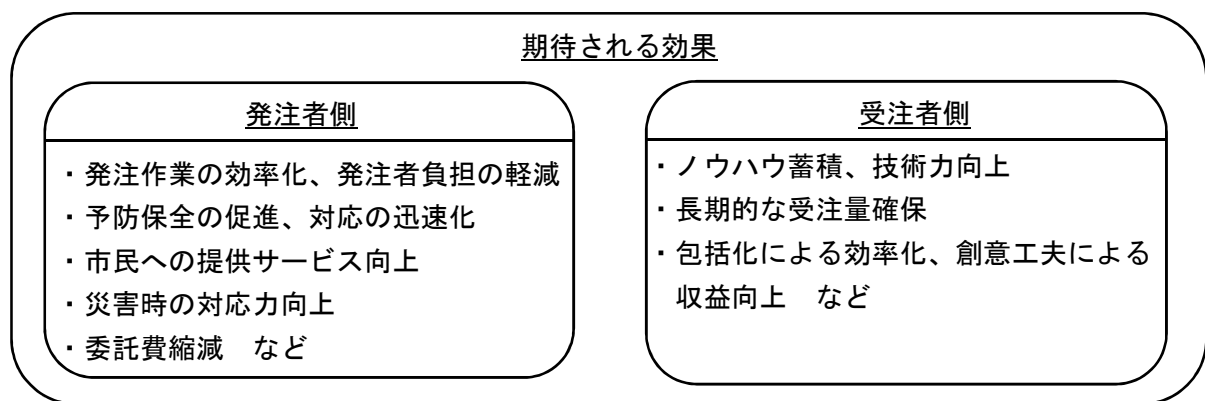 期待される効果
発注者側
・発注作業の効率化、発注者負担の軽減
・予防保全の促進、対応の迅速化
・市民への提供サービス向上
・災害時の対応力向上
・委託費縮減　など
受注者側
・ノウハウ蓄積、技術力向上
・長期的な受注量確保
・包括化による効率化、創意工夫による
収益向上　など